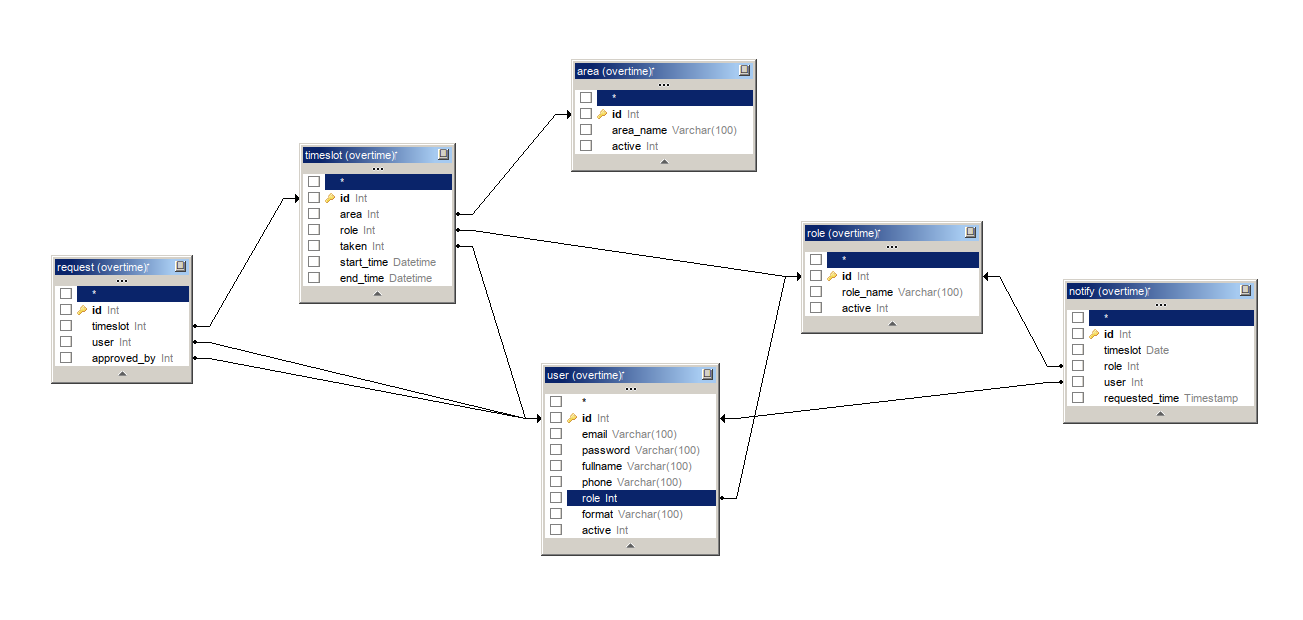 area (overtime)*
...
*
id Int
area_name Varchar(100)
active Int
timeslot (overtime)*
...
*
id Int
area Int
role Int
taken Int
start_time Datetime
end_time Datetime
request (overtime)*
...
*
id Int
timeslot Int
user Int
approved_by Int
role (overtime)*
...
*
id Int
role_name Varchar(100)
active Int
notify (overtime)*
...
*
id Int
timeslot Date
role Int
user Int
requested_time Timestamp
user (overtime)*
...
*
id Int
email Varchar(100)
password Varchar(100)
fullname Varchar(100)
phone Varchar(100)
role Int
format Varchar(100)
active Int